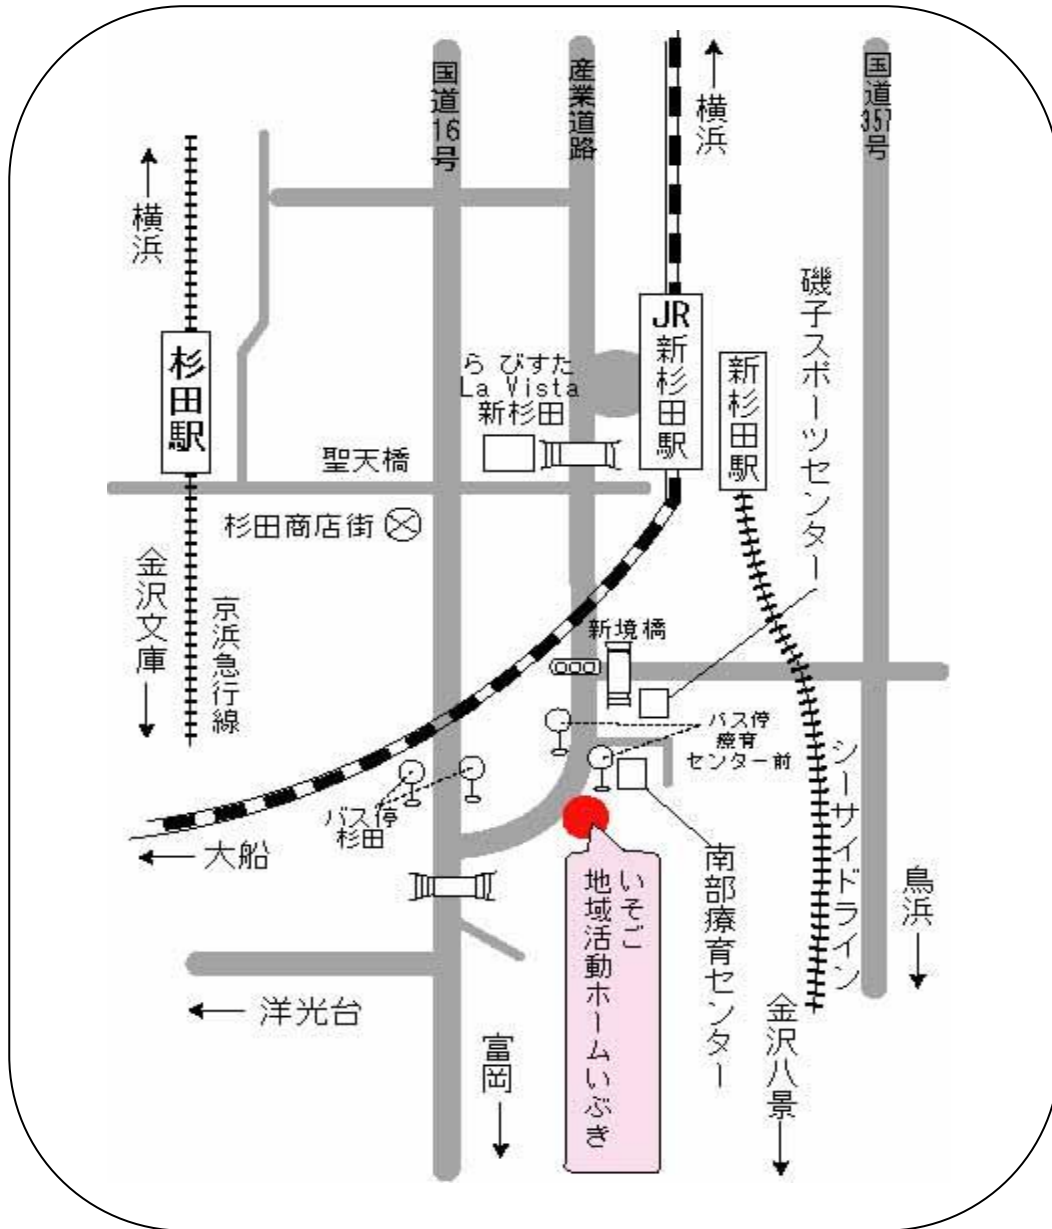 国道16号
産業道路
横浜
国道357号
横浜
磯子スポーツセンター
JR新杉田駅
杉田駅
ら びすた
La Vista
新杉田
新杉田駅
聖天橋
杉田商店街
金沢文庫
京浜急行線
新境橋
バス停
療育
センター前
シーサイドライン
バス停
杉田
大船
いそご
地域活動ホームいぶき
南部療育センター
鳥浜
洋光台
富岡
金沢八景